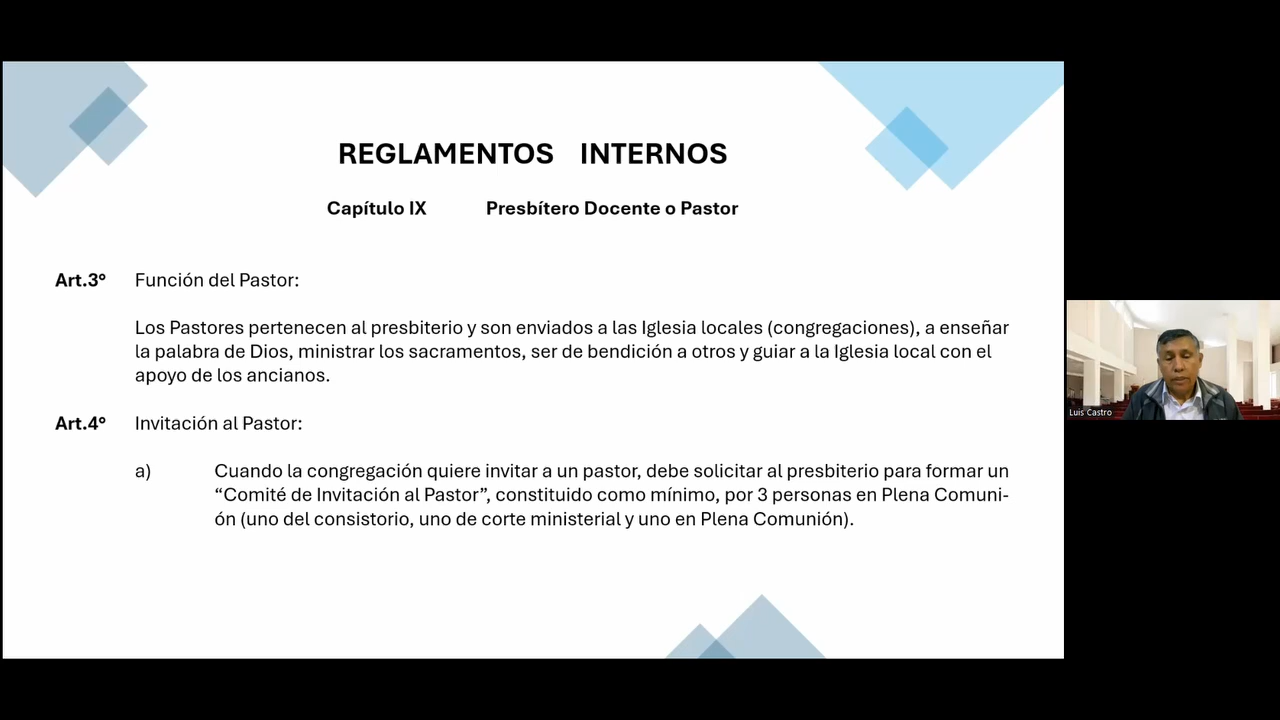 REGLAMENTOS INTERNOS
Capítulo IX Presbítero Docente o Pastor
Art.3° Función del Pastor:
Los Pastores pertenecen al presbiterio y son enviados a las Iglesia locales (congregaciones), a enseñar
la palabra de Dios, ministrar los sacramentos, ser de bendición a otros y guiar a la Iglesia local con el
apoyo de los ancianos.
Art.4° Invitación al Pastor:
a) Cuando la congregación quiere invitar a un pastor, debe solicitar al presbiterio para formar un
“Comité de Invitación al Pastor”, constituido como mínimo, por 3 personas en Plena Comuni-
ón (uno del consistorio, uno de corte ministerial y uno en Plena Comunión).
Luis Castro